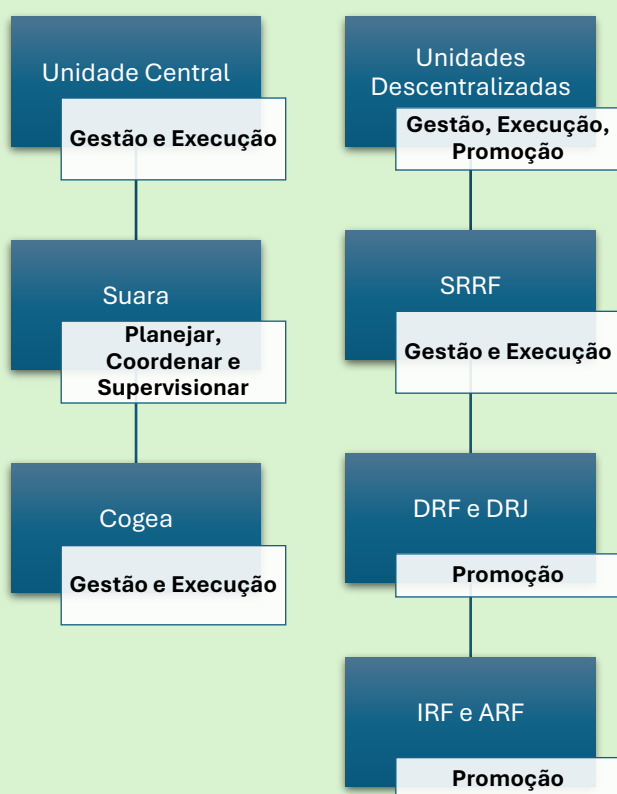 Unidade Central
Gestão e Execução
Suara
Planejar,
Coordenar e
Supervisionar
Cogea
Gestão e Execução
Unidades
Descentralizadas
Gestão, Execução,
Promoção
SRRF
Gestão e Execução
DRF e DRJ
Promoção
IRF e ARF
Promoção